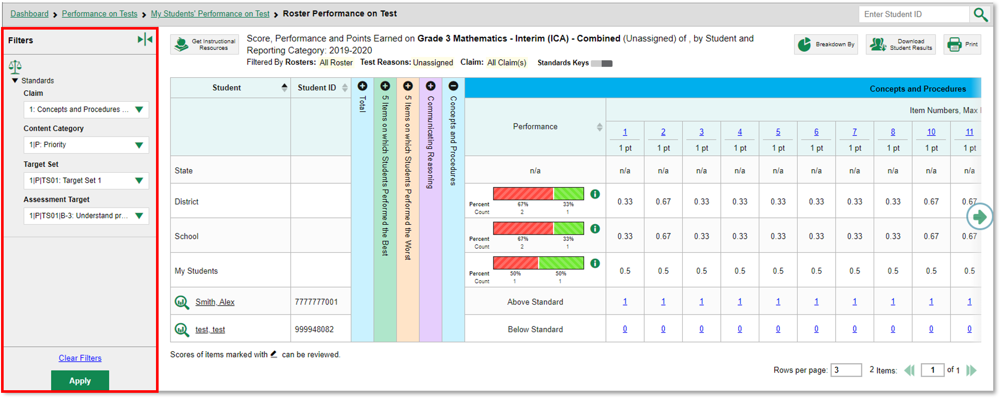 Dashboard > Performance on Tests > My Students' Performance on Test > Roster Performance on Test
Enter Student ID
Filters
Standards
Claim
1: Concepts and Procedures ...
Content Category
1|P: Priority
Target Set
1|P|TS01: Target Set 1
Assessment Target
1|P|TS01|B-3: Understand pr...
Clear Filters
Apply
Get Instructional
Resources
Score, Performance and Points Earned on Grade 3 Mathematics - Interim (ICA) - Combined (Unassigned) of , by Student and
Reporting Category: 2019-2020
Filtered By Rosters: All Roster Test Reasons: Unassigned Claim: All Claim(s) Standards Keys
Breakdown By
Download
Student Results
Print
Student
Student ID
Total
5 Items on which Students Performed the Best
5 Items on which Students Performed the Worst
Communicating Reasoning
Concepts and Procedures
Concepts and Procedures
Performance
Item Numbers, Max
1 2 3 4 5 6 7 8 10 11
1 pt 1 pt 1 pt 1 pt 1 pt 1 pt 1 pt 1 pt 1 pt 1 pt
State n/a n/a n/a n/a n/a n/a n/a n/a n/a n/a n/a
District 0.33 0.67 0.33 0.33 0.33 0.33 0.33 0.33 0.67 0.67
Percent 67% 33%
Count 2 1
School 0.33 0.67 0.33 0.33 0.33 0.33 0.33 0.33 0.67 0.67
Percent 67% 33%
Count 2 1
My Students 0.5 0.5 0.5 0.5 0.5 0.5 0.5 0.5 0.5 0.5
Percent 50% 50%
Count 1 1
Smith, Alex 7777777001 Above Standard 1 1 1 1 1 1 1 1 1 1
test, test 999948082 Below Standard 0 0 0 0 0 0 0 0 0 0
Scores of items marked with can be reviewed.
Rows per page: 3 2 Items: 1 of 1